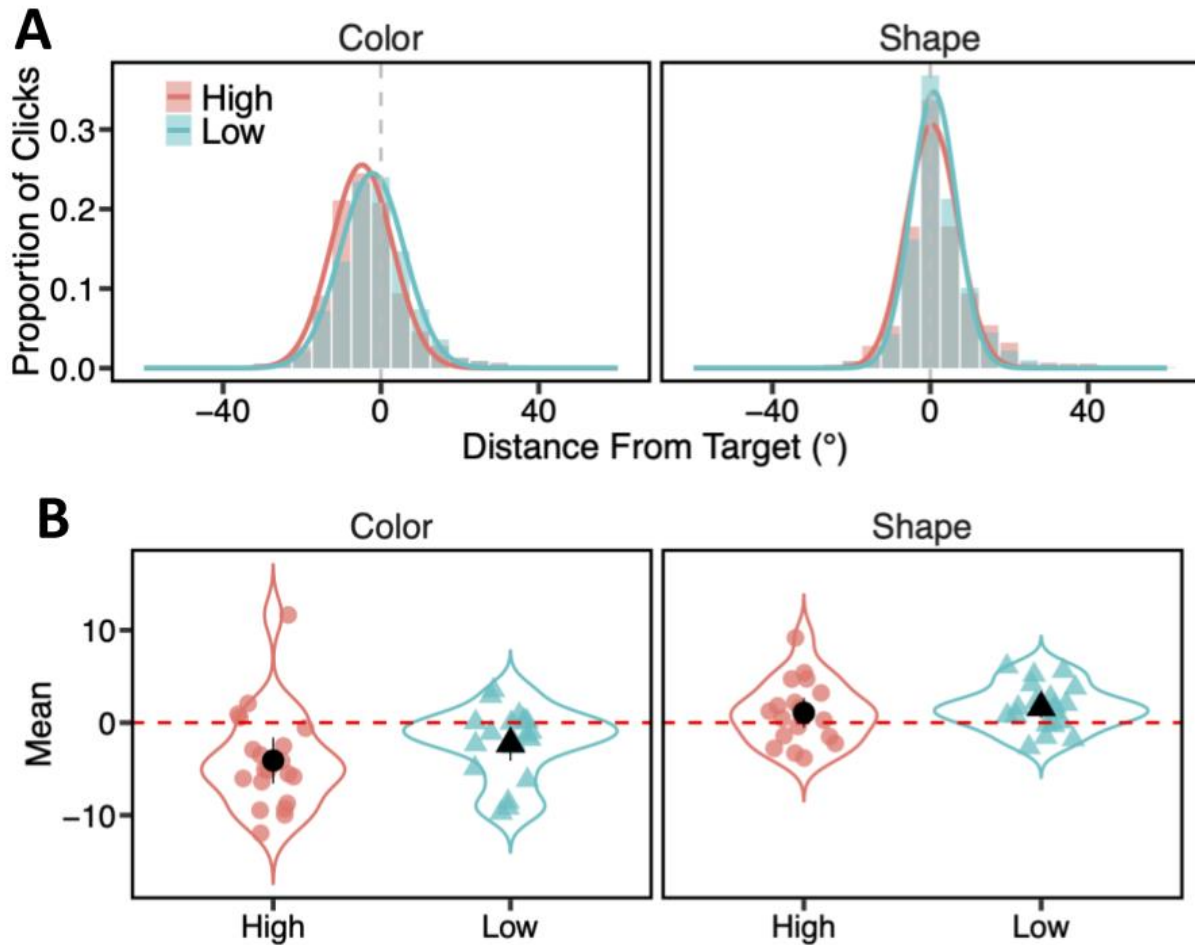 A
Color
Shape
Proportion of Clicks
High
Low
0.3
0.2
0.1
0.0
−40
0
40
−40
0
40
Distance From Target (°)
B
Color
Shape
Mean
10
0
−10
High
Low
High
Low